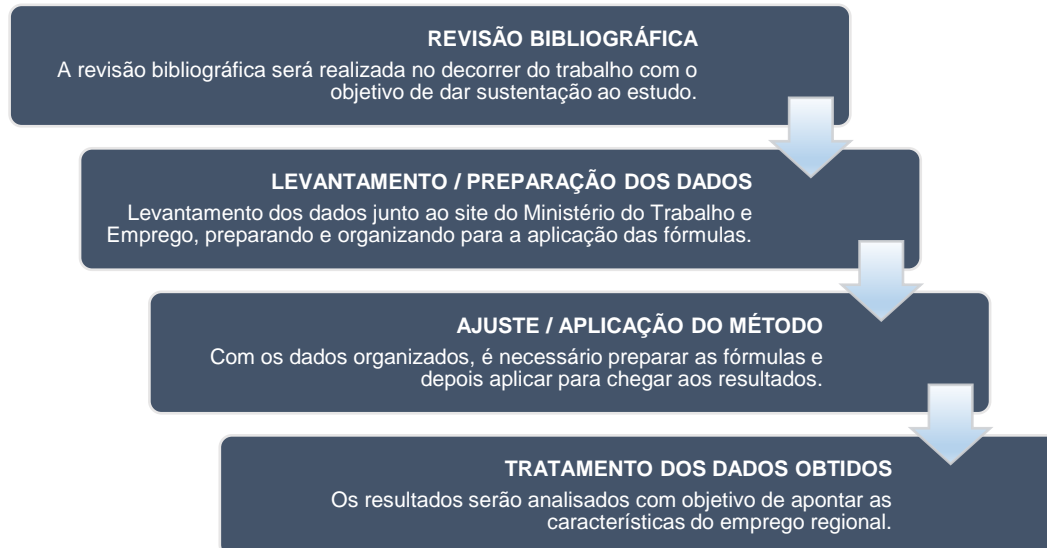 REVISÃO BIBLIOGRÁFICA
A revisão bibliográfica será realizada no decorrer do trabalho com o
objetivo de dar sustentação ao estudo.
LEVANTAMENTO / PREPARAÇÃO DOS DADOS
Levantamento dos dados junto ao site do Ministério do Trabalho e
Emprego, preparando e organizando para a aplicação das fórmulas.
AJUSTE / APLICAÇÃO DO MÉTODO
Com os dados organizados, é necessário preparar as fórmulas e
depois aplicar para chegar aos resultados.
TRATAMENTO DOS DADOS OBTIDOS
Os resultados serão analisados com objetivo de apontar as
características do emprego regional.